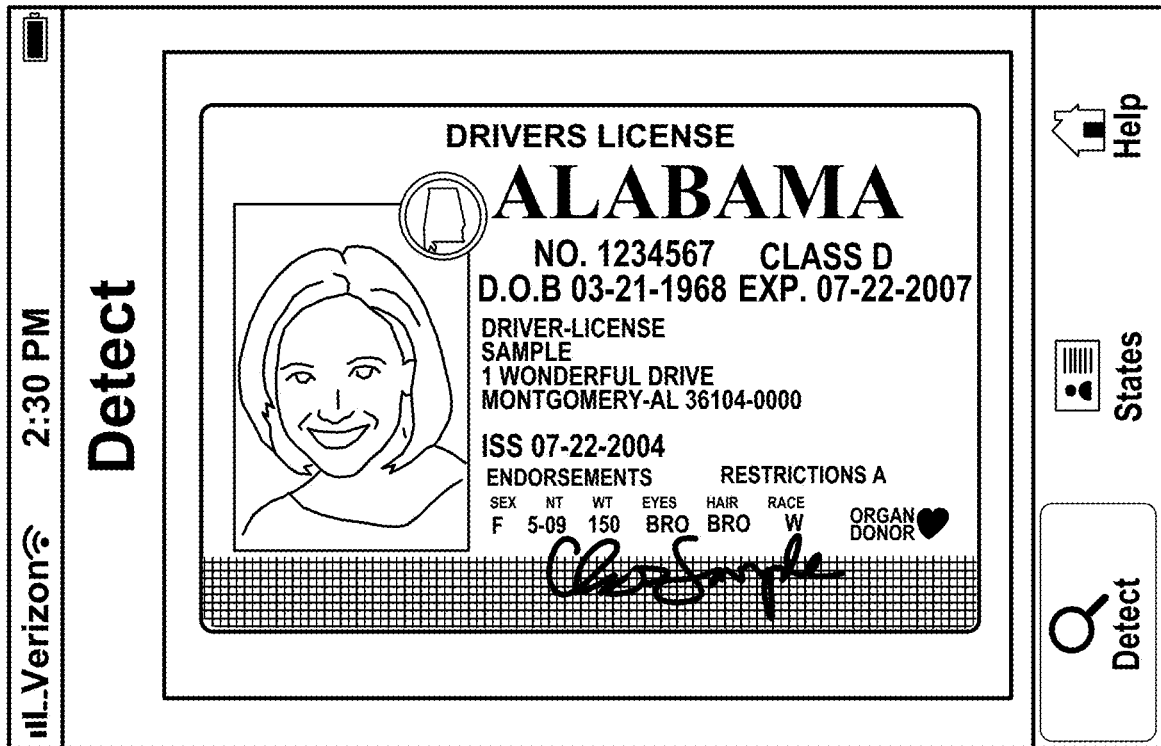 Verizon 2:30 PM
Detect
DRIVERS LICENSE
ALABAMA
NO. 1234567 CLASS D
D.O.B 03-21-1968 EXP. 07-22-2007
DRIVER-LICENSE
SAMPLE
1 WONDERFUL DRIVE
MONTGOMERY-AL 36104-0000
ISS 07-22-2004
ENDORSEMENTS RESTRICTIONS A
SEX NT WT EYES HAIR RACE
F 5-09 150 BRO BRO W
ORGAN
DONOR
Detect States Help